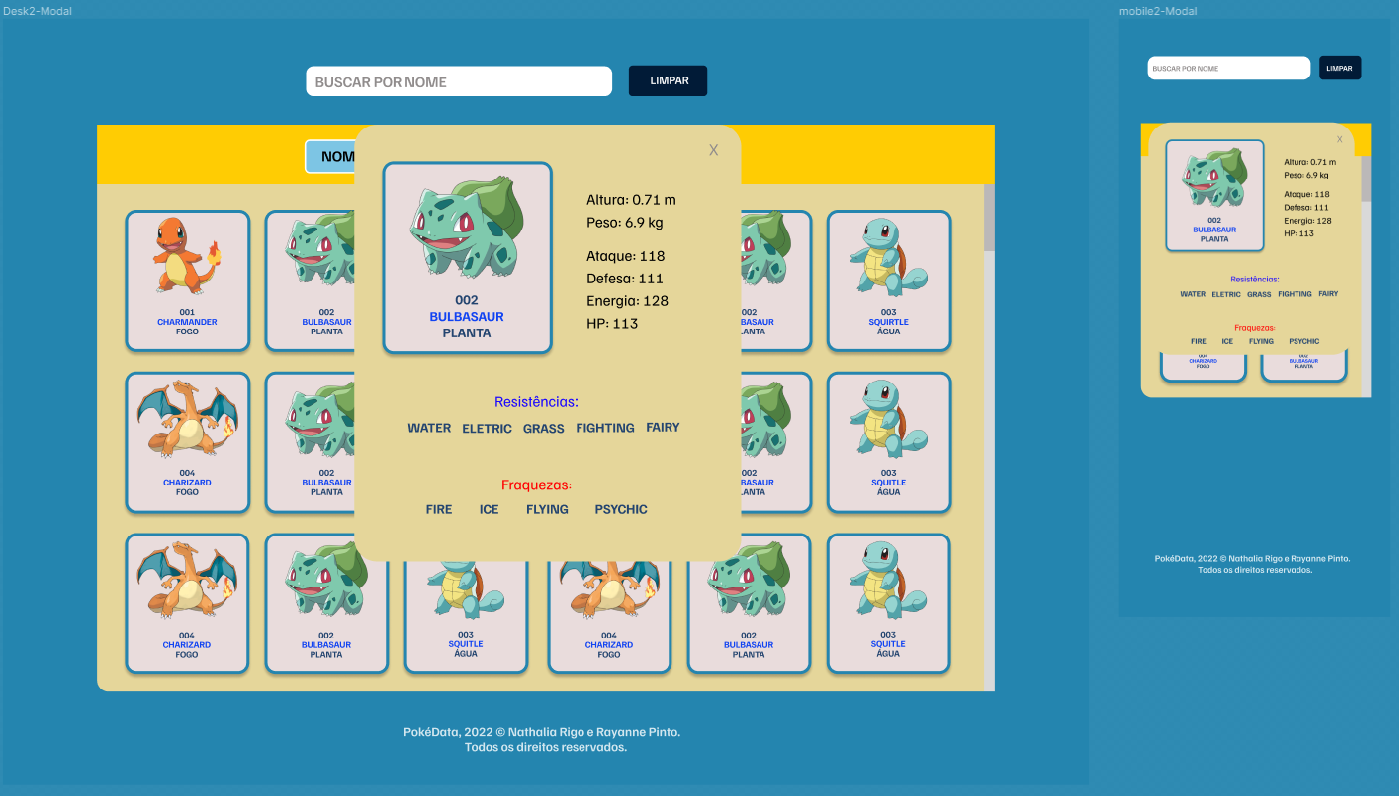 Desk2-Modal
BUSCAR POR NOME
LIMPAR
NOM
X
002
BULBASAUR
PLANTA
Altura: 0.71 m
Peso: 6.9 kg
Ataque: 118
Defesa: 111
Energia: 128
HP: 113
Resistências:
WATER ELETRIC GRASS FIGHTING FAIRY
Fraquezas:
FIRE ICE FLYING PSYCHIC
001
CHARMANDER
FOGO
002
BULBASAUR
PLANTA
002
BASAUR
LANTA
003
SQUIRTLE
ÁGUA
004
CHARIZARD
FOGO
002
BULBASAUR
PLANTA
002
BASAUR
LANTA
003
SQUITLE
ÁGUA
004
CHARIZARD
FOGO
002
BULBASAUR
PLANTA
003
SQUITLE
ÁGUA
004
CHARIZARD
FOGO
002
BULBASAUR
PLANTA
003
SQUITLE
ÁGUA
PokéData, 2022 © Nathalia Rigo e Rayanne Pinto.
Todos os direitos reservados.
mobile2-Modal
BUSCAR POR NOME
LIMPAR
X
002
BULBASAUR
PLANTA
Altura: 0.71 m
Peso: 6.9 kg
Ataque: 118
Defesa: 111
Energia: 128
HP: 113
Resistências:
WATER ELETRIC GRASS FIGHTING FAIRY
Fraquezas:
FIRE ICE FLYING PSYCHIC
004
CHARIZARD
FOGO
002
BULBASAUR
PLANTA
PokéData, 2022 © Nathalia Rigo e Rayanne Pinto.
Todos os direitos reservados.